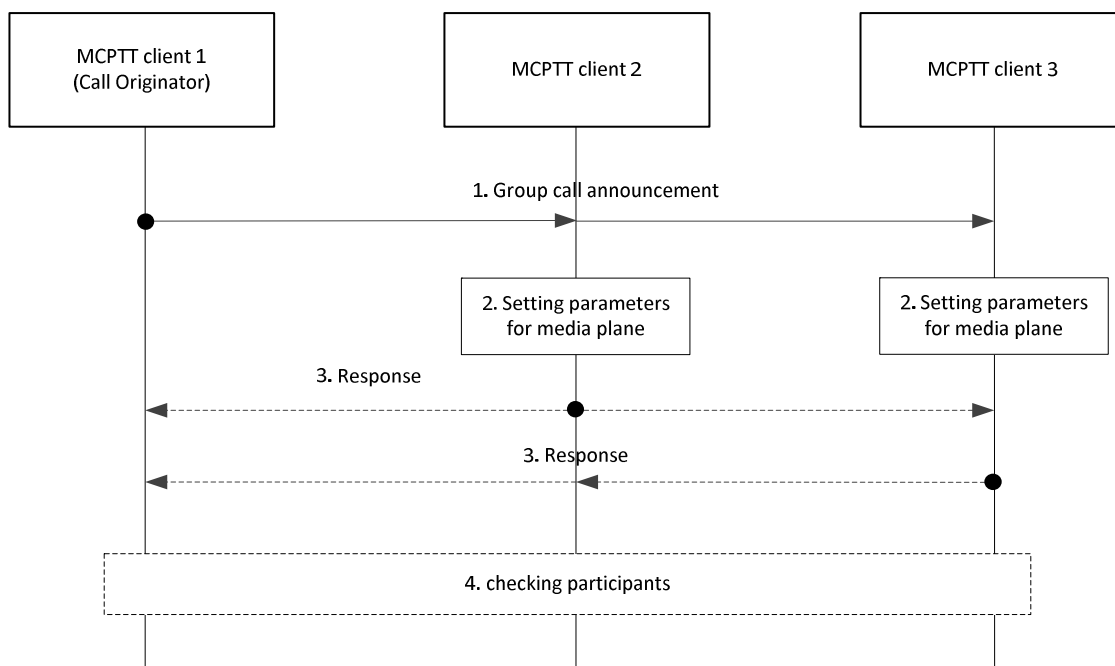 MCPTT client 1
(Call Originator)
MCPTT client 2
MCPTT client 3
1. Group call announcement
2. Setting parameters
for media plane
2. Setting parameters
for media plane
3. Response
3. Response
4. checking participants